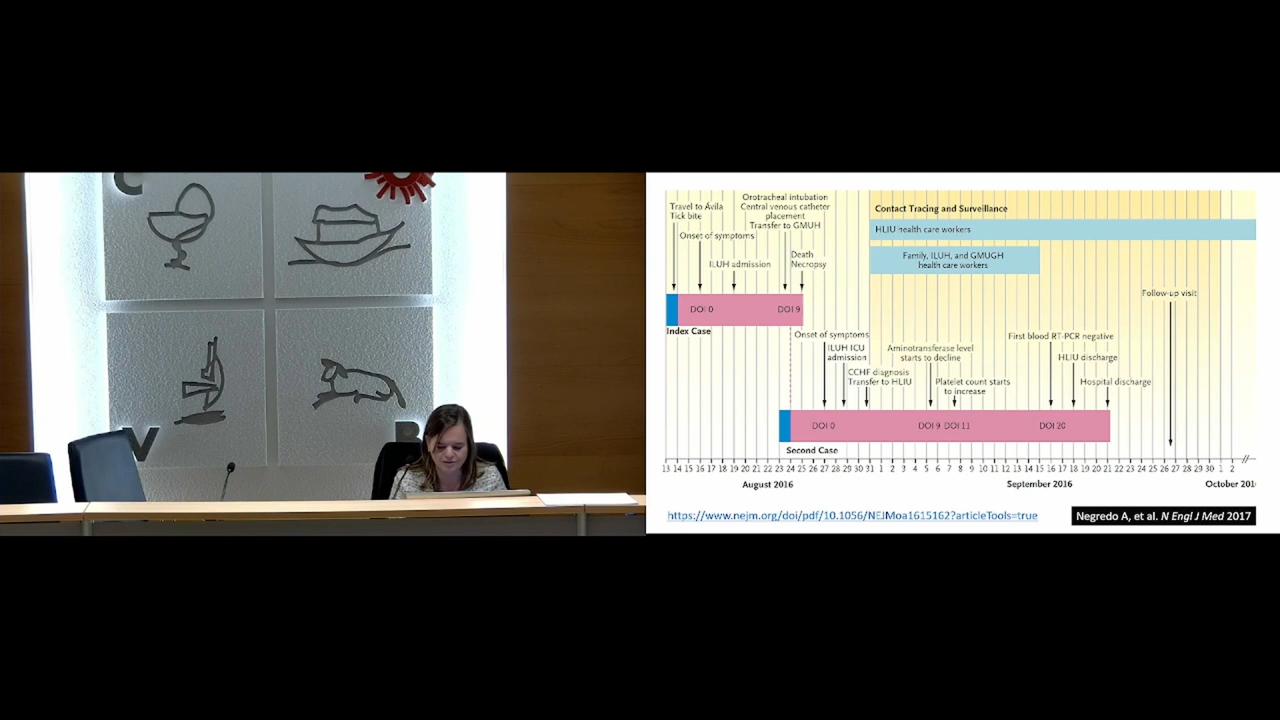 C
V
B
Travel to Ávila
Tick bite
Onset of symptoms
ILUH admission
Orotracheal intubation
Central venous catheter
placement
Transfer to GMUH
Death
Necropsy
Contact Tracing and Surveillance
HLIU health care workers
Family, ILUH, and GMUGH
health care workers
Follow-up visit
DOI 0
DOI 9
Index Case
Onset of symptoms
ILUH ICU
admission
CCHF diagnosis
Transfer to HLIU
Aminotransferase level
starts to decline
Platelet count starts
to increase
First blood RT-PCR negative
HLIU discharge
Hospital discharge
DOI 0
DOI 9
DOI 11
DOI 20
Second Case
13 14 15 16 17 18 19 20 21 22 23 24 25 26 27 28 29 30 31 1 2 3 4 5 6 7 8 9 10 11 12 13 14 15 16 17 18 19 20 21 22 23 24 25 26 27 28 29 30 1 2
August 2016
September 2016
October 201
https://www.nejm.org/doi/pdf/10.1056/NEJMoa1615162?articleTools=true
Negredo A, et al. N Engl J Med 2017